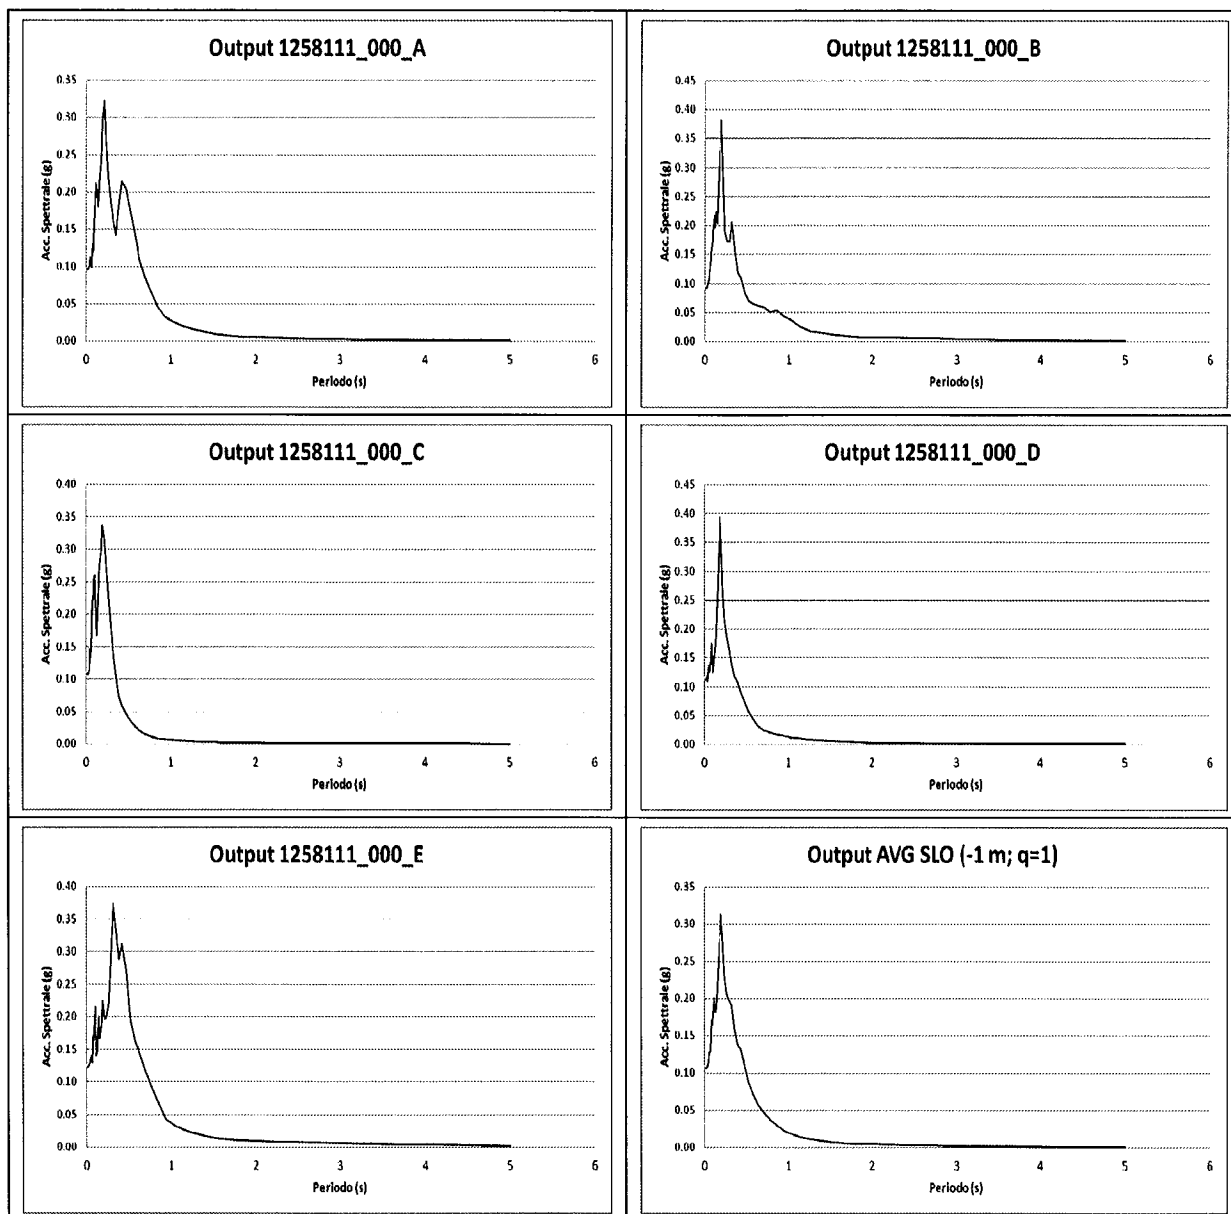 Output 1258111_000_A
Acc. Spettrale (g)
0.35
0.30
0.25
0.20
0.15
0.10
0.05
0.00
0 1 2 3 4 5 6
Periodo (s)
Output 1258111_000_B
Acc. Spettrale (g)
0.45
0.40
0.35
0.30
0.25
0.20
0.15
0.10
0.05
0.00
0 1 2 3 4 5 6
Periodo (s)
Output 1258111_000_C
Acc. Spettrale (g)
0.40
0.35
0.30
0.25
0.20
0.15
0.10
0.05
0.00
0 1 2 3 4 5 6
Periodo (s)
Output 1258111_000_D
Acc. Spettrale (g)
0.45
0.40
0.35
0.30
0.25
0.20
0.15
0.10
0.05
0.00
0 1 2 3 4 5 6
Periodo (s)
Output 1258111_000_E
Acc. Spettrale (g)
0.40
0.35
0.30
0.25
0.20
0.15
0.10
0.05
0.00
0 1 2 3 4 5 6
Periodo (s)
Output AVG SLO (-1 m; q=1)
Acc. Spettrale (g)
0.35
0.30
0.25
0.20
0.15
0.10
0.05
0.00
0 1 2 3 4 5 6
Periodo (s)